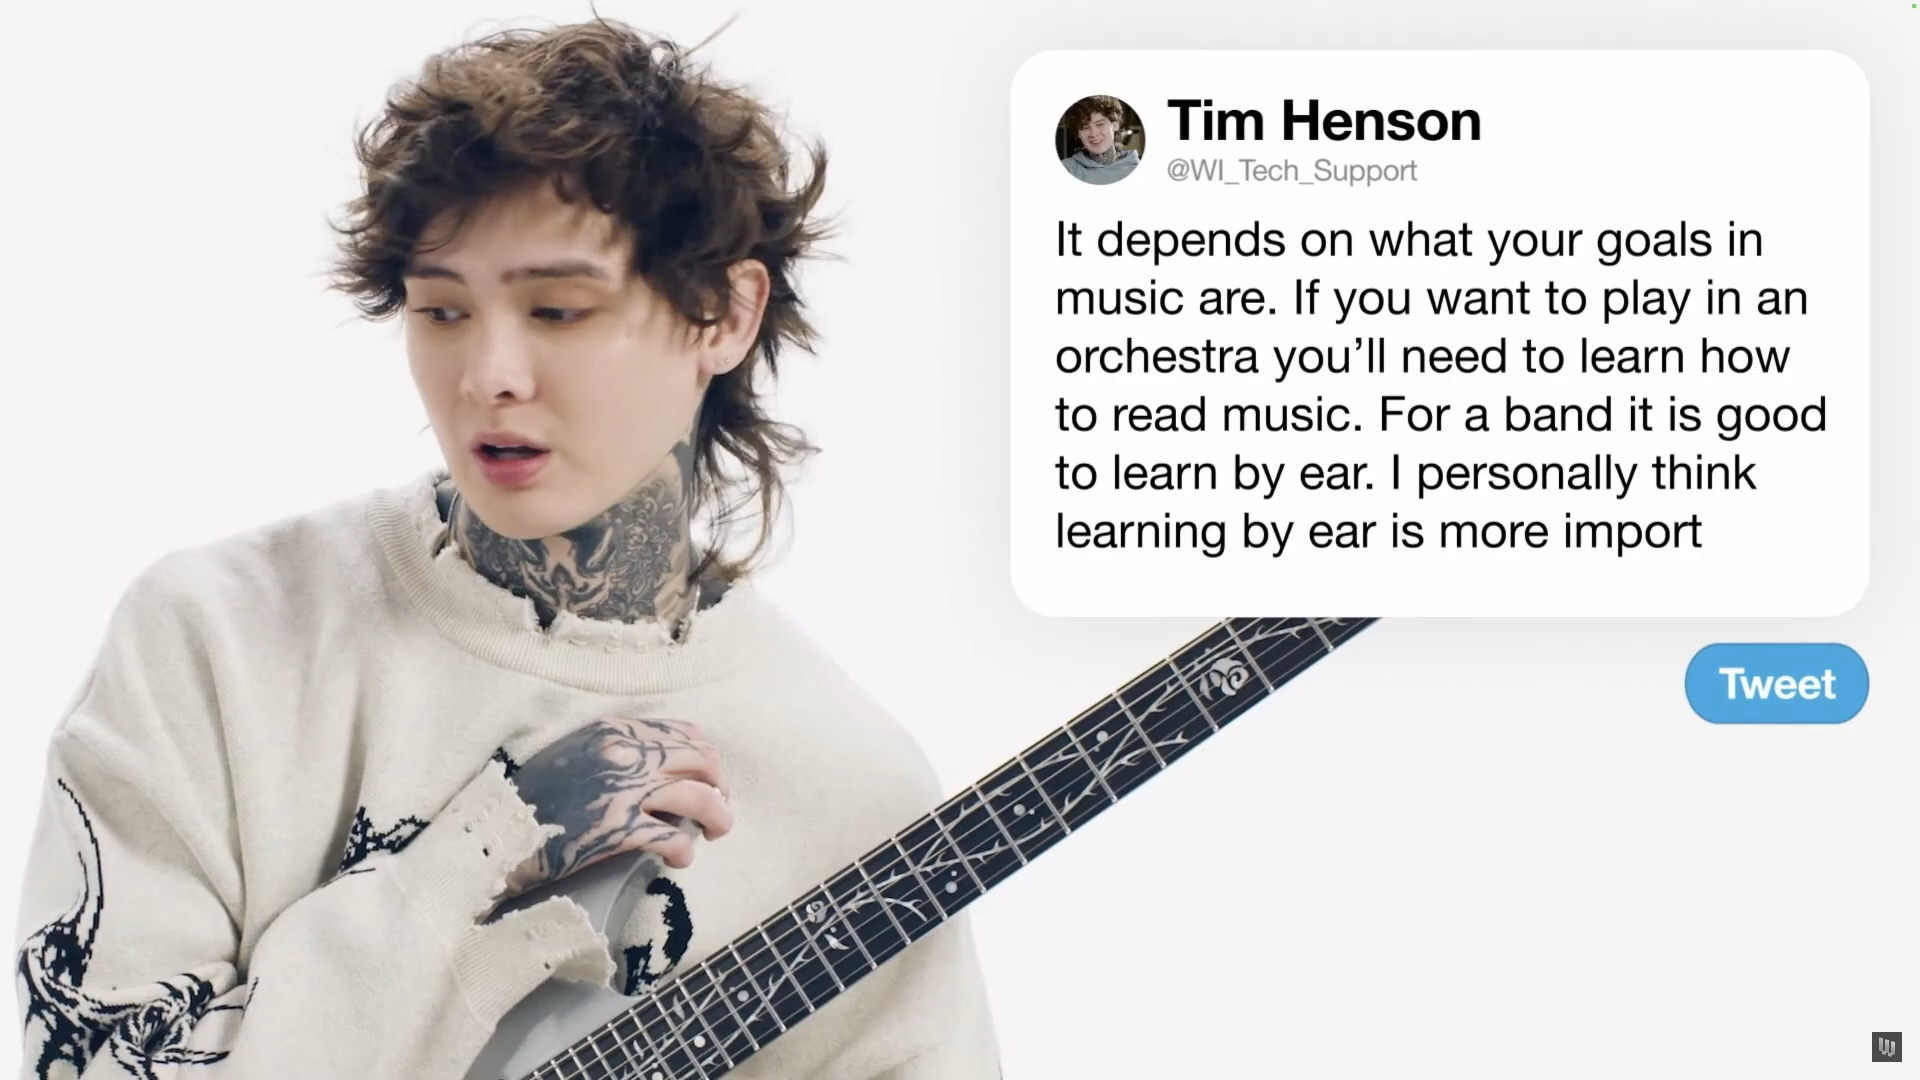 Tim Henson
@WI_Tech_Support
It depends on what your goals in
music are. If you want to play in an
orchestra you’ll need to learn how
to read music. For a band it is good
to learn by ear. I personally think
learning by ear is more import
Tweet
W